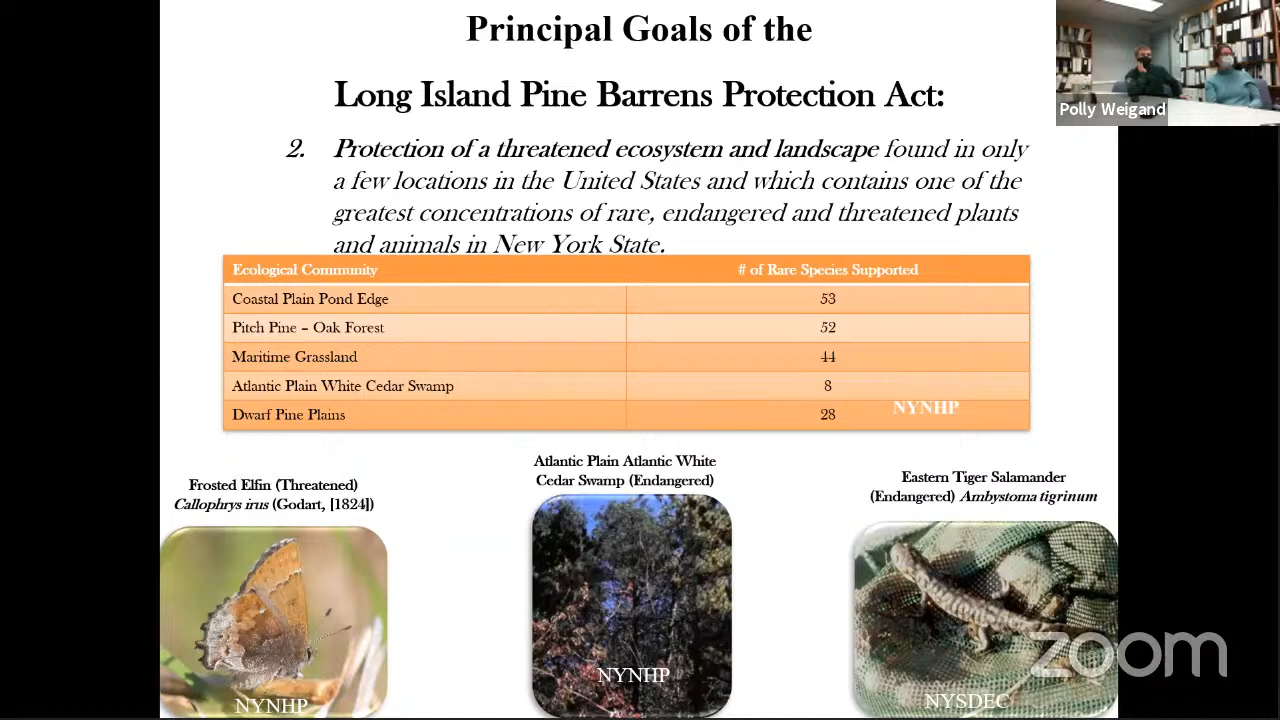 Principal Goals of the
Long Island Pine Barrens Protection Act:
2. Protection of a threatened ecosystem and landscape found in only
a few locations in the United States and which contains one of the
greatest concentrations of rare, endangered and threatened plants
and animals in New York State.
Ecological Community # of Rare Species Supported
Coastal Plain Pond Edge 53
Pitch Pine – Oak Forest 52
Maritime Grassland 44
Atlantic Plain White Cedar Swamp 8
Dwarf Pine Plains 28
NYNHP
Frosted Elfin (Threatened)
Callophrys irus (Godart, [1824])
NYNHP
Atlantic Plain Atlantic White
Cedar Swamp (Endangered)
NYNHP
Eastern Tiger Salamander
(Endangered) Ambystoma tigrinum
NYSDEC
Polly Weigand
zoom